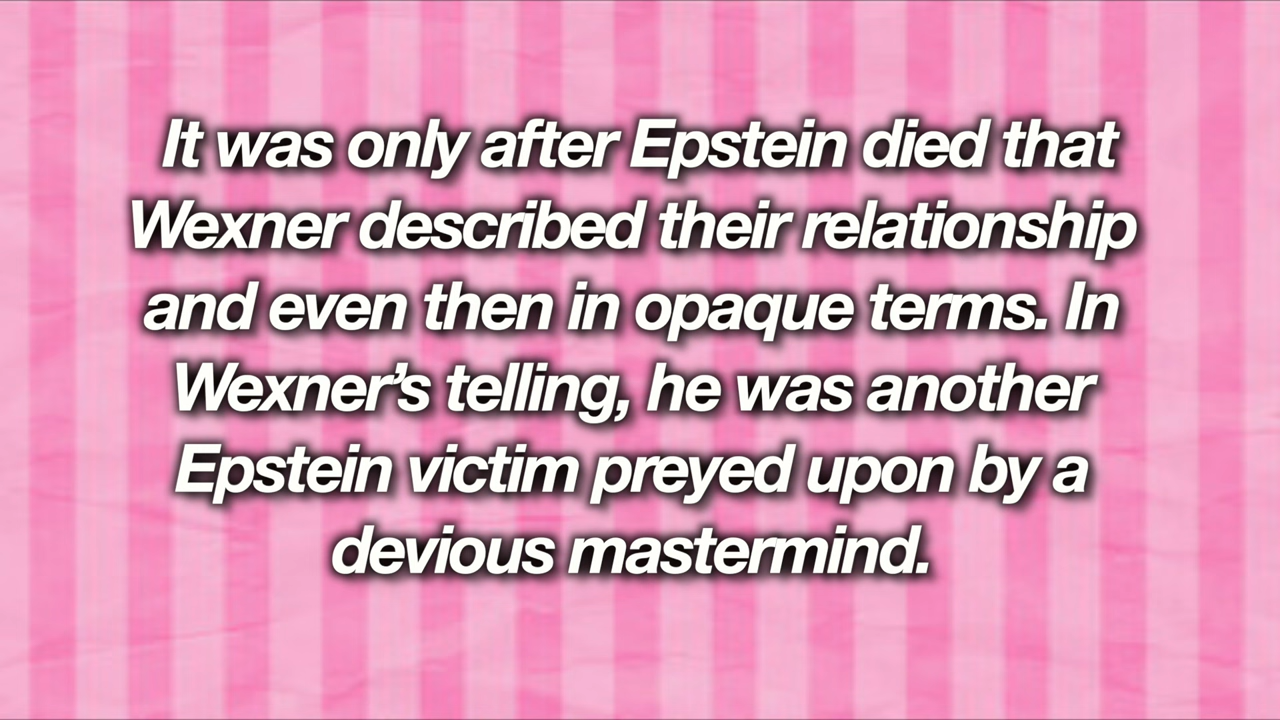 It was only after Epstein died that
Wexner described their relationship
and even then in opaque terms. In
Wexner’s telling, he was another
Epstein victim preyed upon by a
devious mastermind.